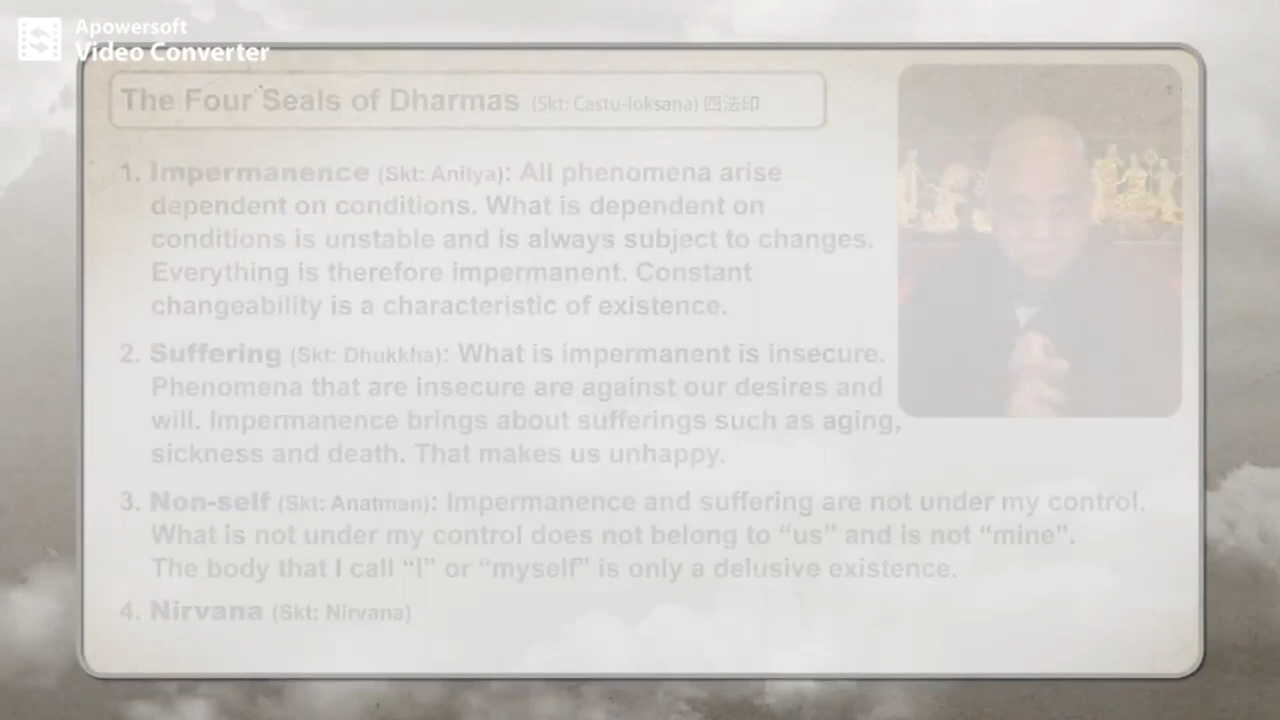 Apowersoft
Video Converter
The Four Seals of Dharmas (Skt: Castu-loksana) 四法印
1. Impermanence (Skt: Anitya): All phenomena arise
dependent on conditions. What is dependent on
conditions is unstable and is always subject to changes.
Everything is therefore impermanent. Constant
changeability is a characteristic of existence.
2. Suffering (Skt: Dhukkha): What is impermanent is insecure.
Phenomena that are insecure are against our desires and
will. Impermanence brings about sufferings such as aging,
sickness and death. That makes us unhappy.
3. Non-self (Skt: Anatman): Impermanence and suffering are not under my control.
What is not under my control does not belong to “us” and is not “mine”.
The body that I call “I” or “myself” is only a delusive existence.
4. Nirvana (Skt: Nirvana)